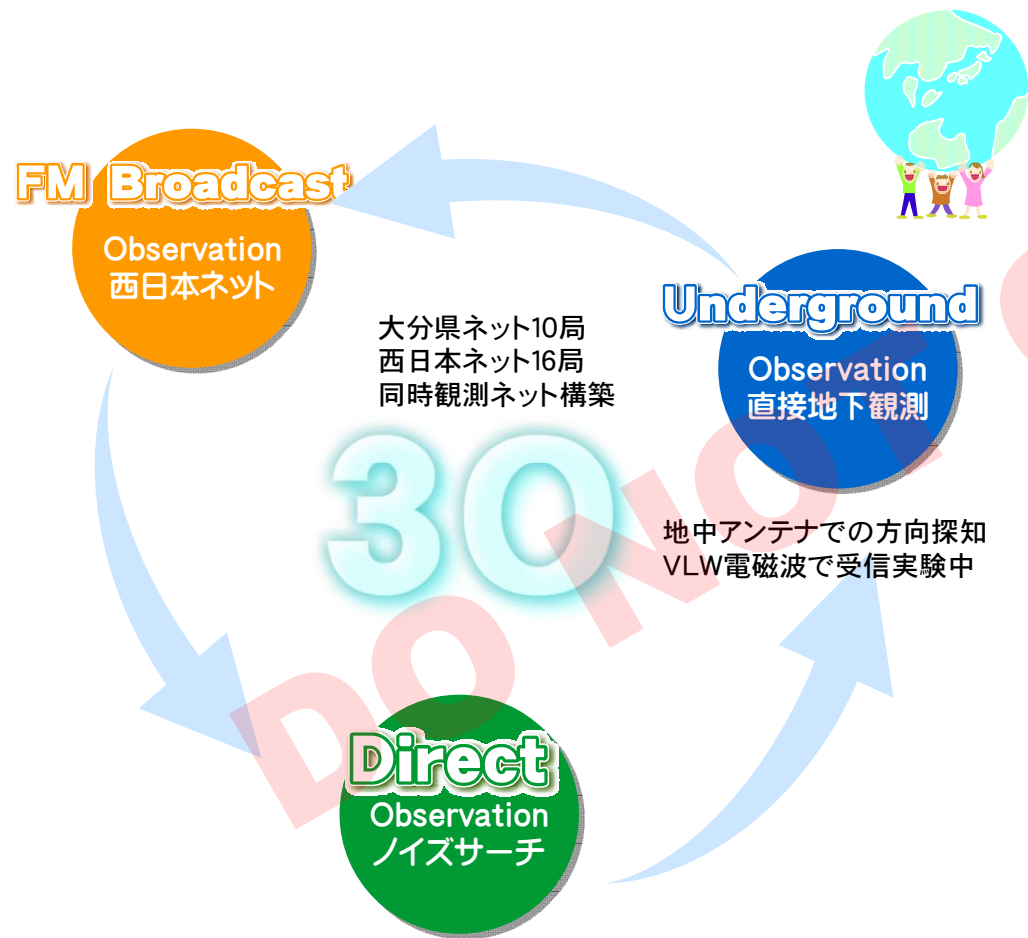 FM Broadcast
Observation
西日本ネット
大分県ネット10局
西日本ネット16局
同時観測ネット構築
30
Underground
Observation
直接地下観測
地中アンテナでの方向探知
VLW電磁波で受信実験中
Direct
Observation
ノイズサーチ
DO NOT